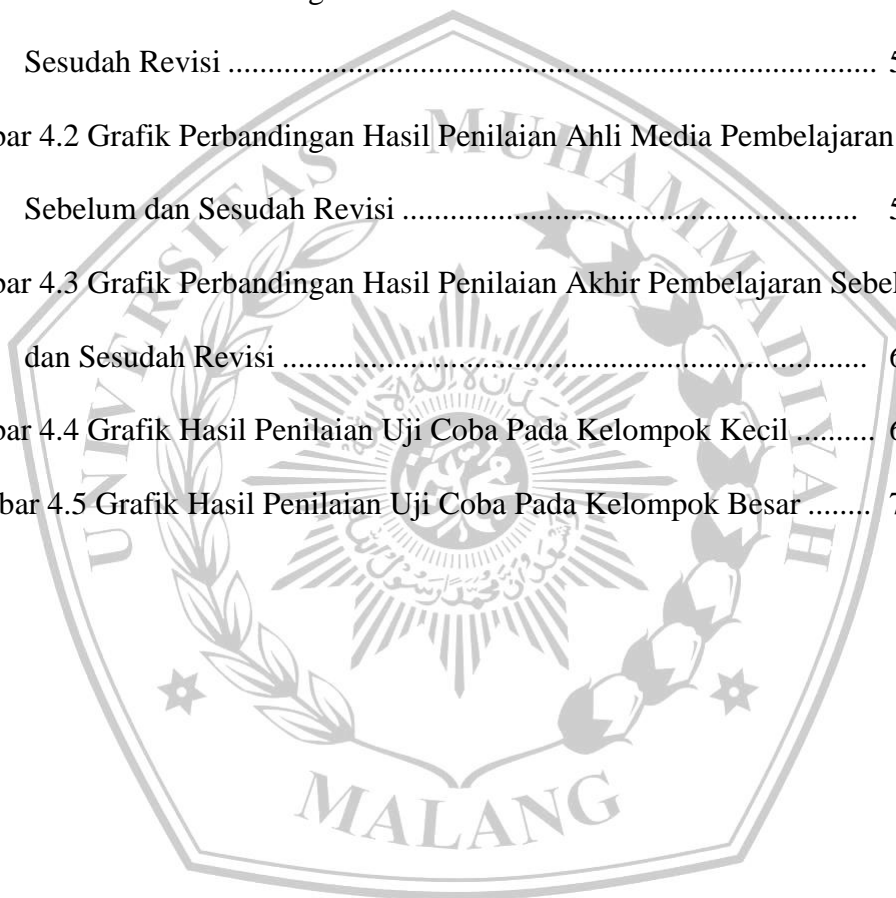 Sesudah Revisi ................................................................................... 5
bar 4.2 Grafik Perbandingan Hasil Penilaian Ahli Media Pembelajaran
Sebelum dan Sesudah Revisi .......................................................... 5
bar 4.3 Grafik Perbandingan Hasil Penilaian Akhir Pembelajaran Sebel
dan Sesudah Revisi .......................................................................... 6
bar 4.4 Grafik Hasil Penilaian Uji Coba Pada Kelompok Kecil .......... 6
bar 4.5 Grafik Hasil Penilaian Uji Coba Pada Kelompok Besar ........ 7
UNIVERSITAS MUHAMMADIYAH
MALANG